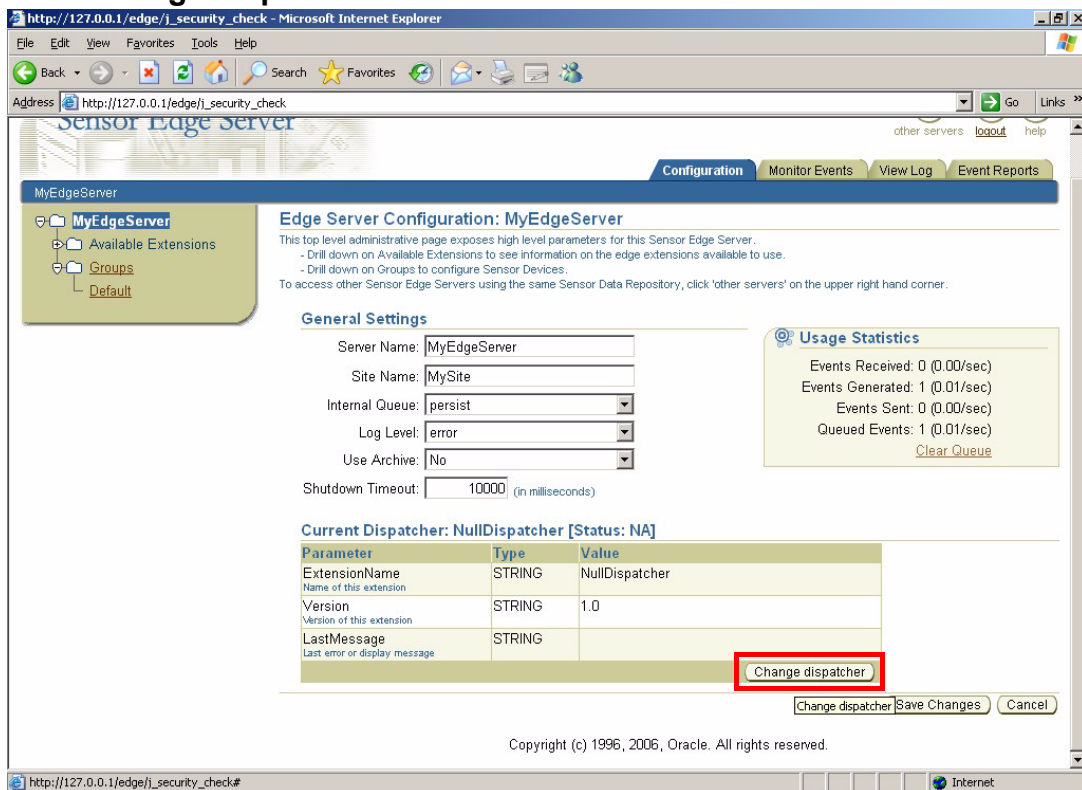 http://127.0.0.1/edge/j_security_check - Microsoft Internet Explorer
File Edit View Favorites Tools Help
Back Search Favorites
Address http://127.0.0.1/edge/j_security_check Go Links »
Sensor Edge Server
other servers logout help
Configuration Monitor Events View Log Event Reports
MyEdgeServer
MyEdgeServer
Available Extensions
Groups
Default
Edge Server Configuration: MyEdgeServer
This top level administrative page exposes high level parameters for this Sensor Edge Server.
- Drill down on Available Extensions to see information on the edge extensions available to use.
- Drill down on Groups to configure Sensor Devices.
To access other Sensor Edge Servers using the same Sensor Data Repository, click 'other servers' on the upper right hand corner.
General Settings
Server Name: MyEdgeServer
Site Name: MySite
Internal Queue: persist
Log Level: error
Use Archive: No
Shutdown Timeout: 10000 (in milliseconds)
Usage Statistics
Events Received: 0 (0.00/sec)
Events Generated: 1 (0.01/sec)
Events Sent: 0 (0.00/sec)
Queued Events: 1 (0.01/sec)
Clear Queue
Current Dispatcher: NullDispatcher [Status: NA]
Parameter Type Value
ExtensionName STRING NullDispatcher
Name of this extension
Version STRING 1.0
Version of this extension
LastMessage STRING
Last error or display message
Change dispatcher
Change dispatcher Save Changes Cancel
Copyright (c) 1996, 2006, Oracle. All rights reserved.
http://127.0.0.1/edge/j_security_check# Internet